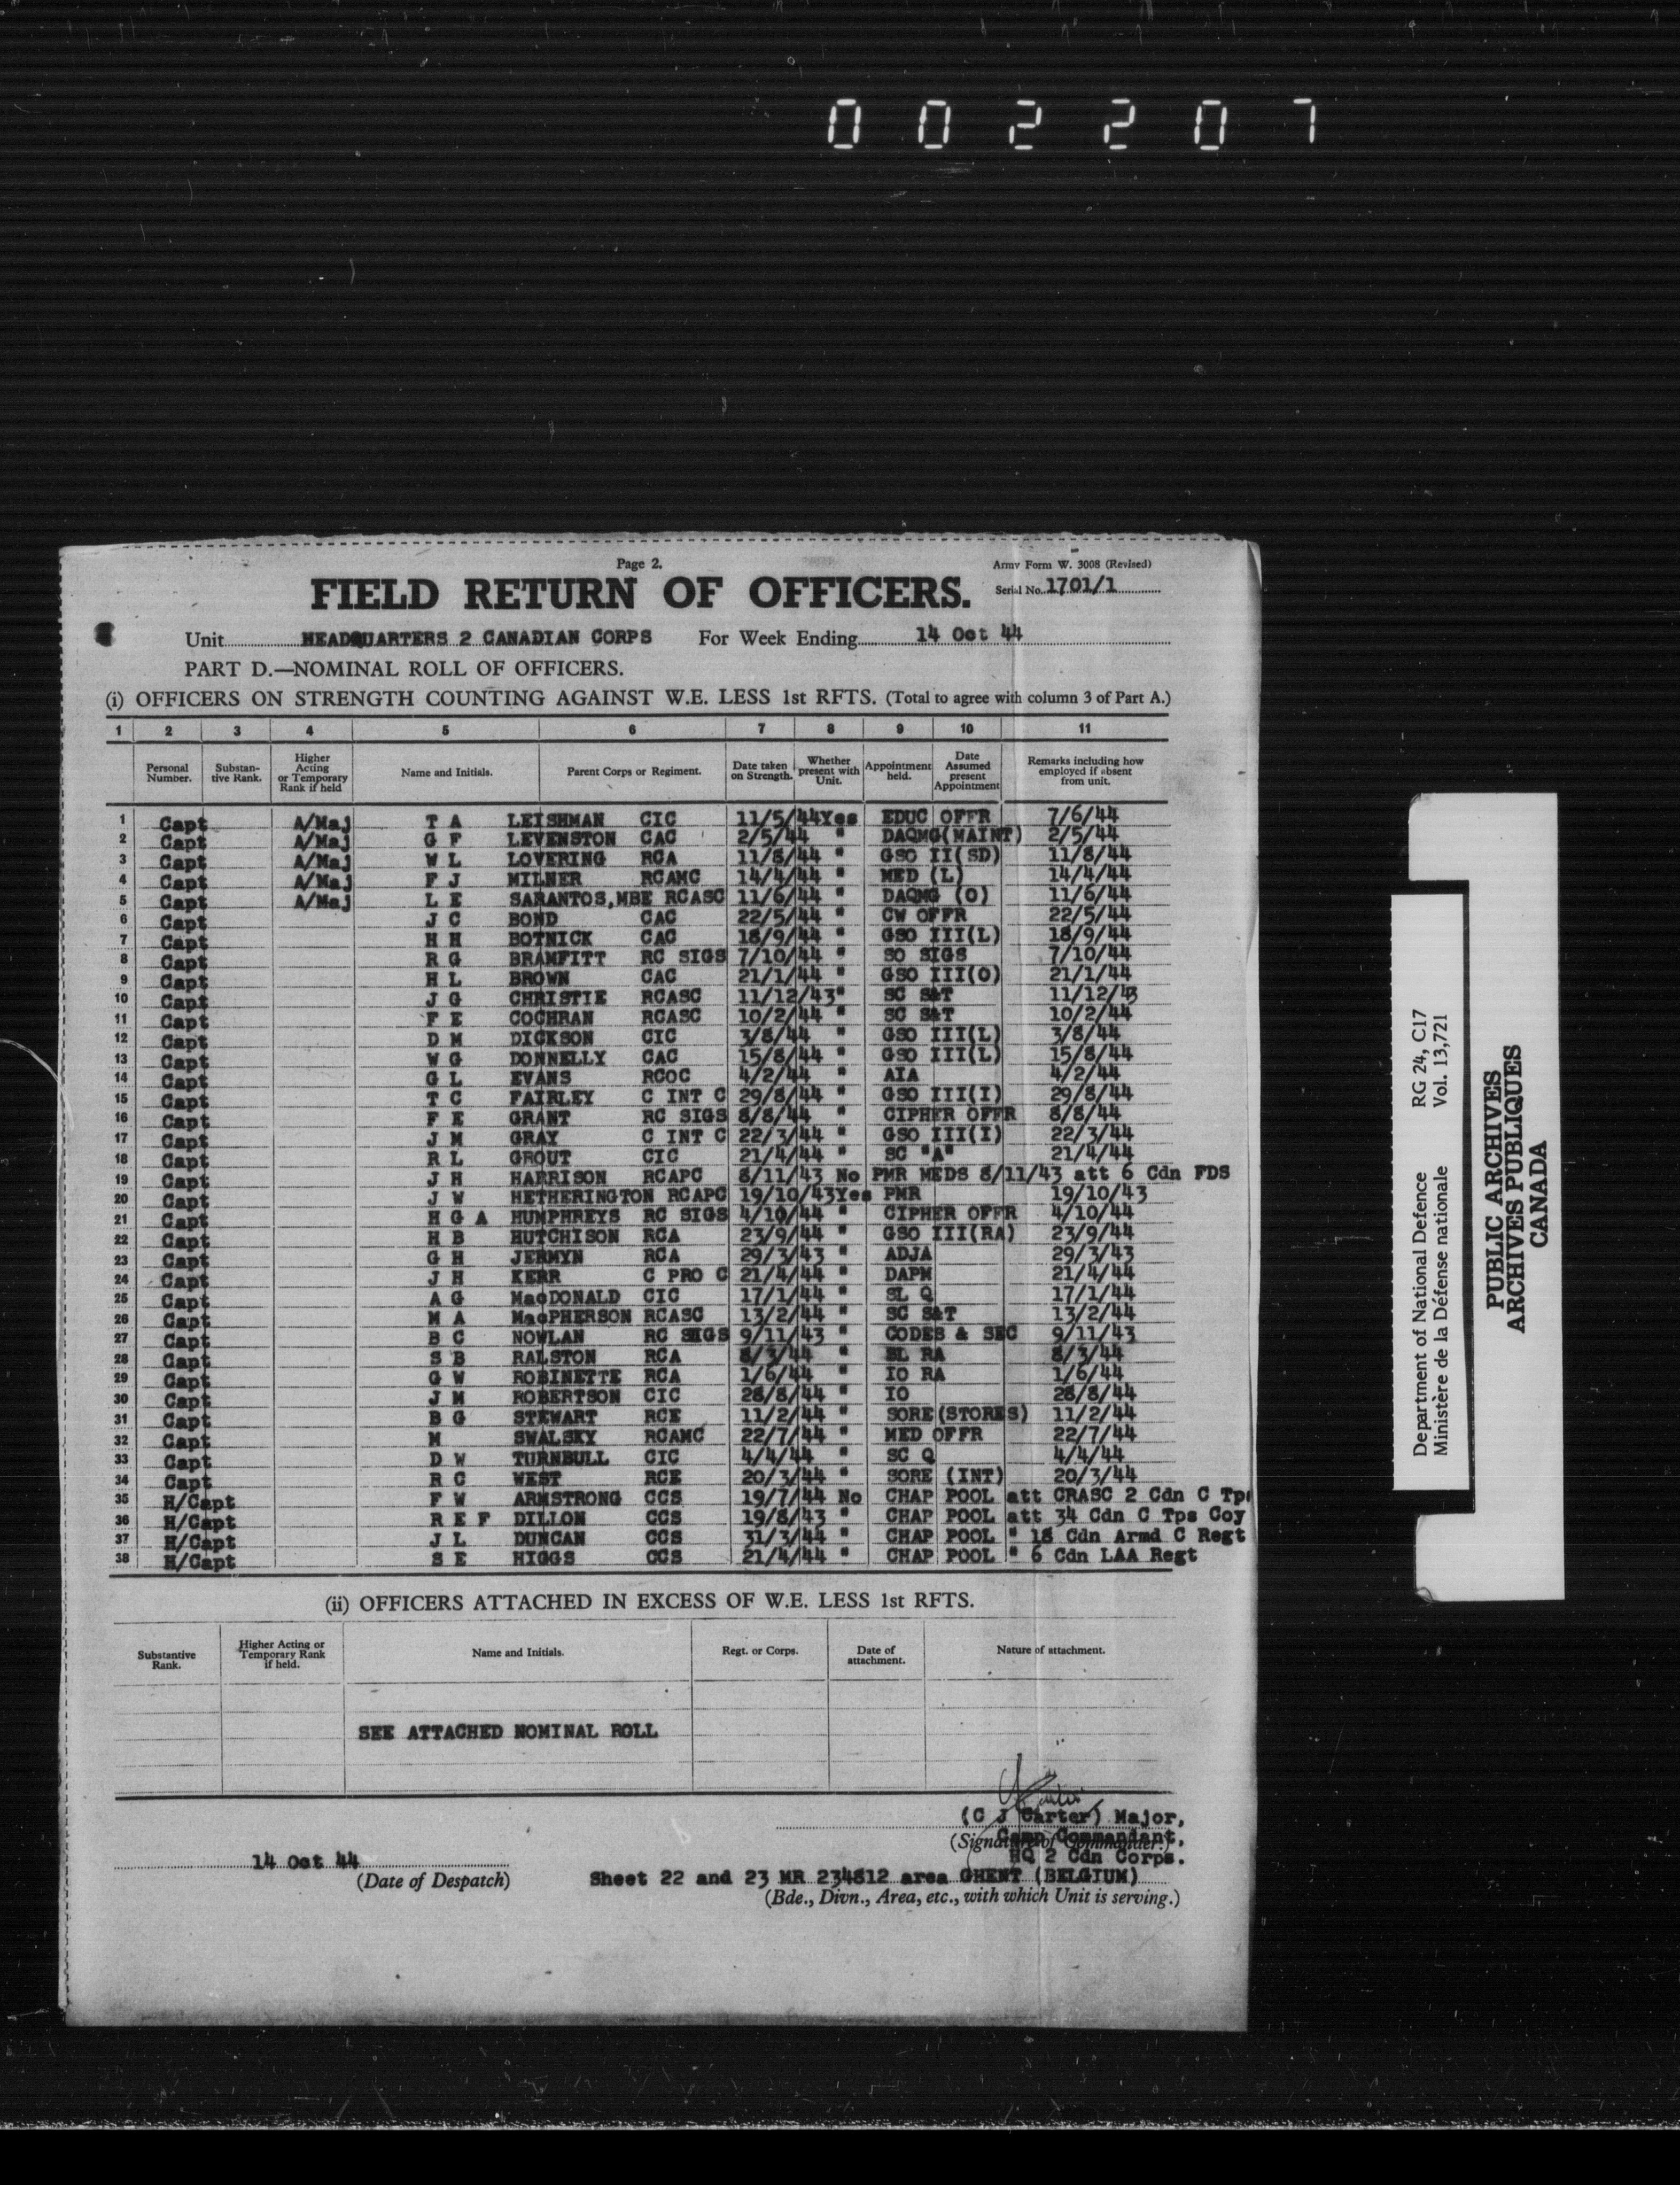 002207
Page 2.
Army Form W. 3008 (Revised)
FIELD RETURN OF OFFICERS.
Serial No. 1701/1
Unit HEADQUARTERS 2 CANADIAN CORPS For Week Ending 14 Oct 44
PART D.—NOMINAL ROLL OF OFFICERS.
(i) OFFICERS ON STRENGTH COUNTING AGAINST W.E. LESS 1st RFTS. (Total to agree with column 3 of Part A.)
1 2 3 4 5 6 7 8 9 10 11
Personal Number. Substan-tive Rank. Higher Acting or Temporary Rank if held Name and Initials. Parent Corps or Regiment. Date taken on Strength. Whether present with Unit. Appointment held. Date Assumed present Appointment Remarks including how employed if absent from unit.
1 Capt A/Maj T A LEISHMAN CIC 11/5/44 Yes EDUC OFFR 7/6/44
2 Capt A/Maj G F LEVENSTON CAC 2/5/44 " DAQMG(MAINT) 2/5/44
3 Capt A/Maj W L LOVERING RCA 11/8/44 " GSO II(SD) 11/8/44
4 Capt A/Maj F J MILNER RCAMC 14/4/44 " MED (L) 14/4/44
5 Capt A/Maj L E SARANTOS,MBE RCASC 11/6/44 " DAQMG (O) 11/6/44
6 Capt J C BOND CAC 22/5/44 " CW OFFR 22/5/44
7 Capt H H BOTNICK CAC 18/9/44 " GSO III(L) 18/9/44
8 Capt R G BRAMFITT RC SIGS 7/10/44 " SO SIGS 7/10/44
9 Capt H L BROWN CAC 21/1/44 " GSO III(O) 21/1/44
10 Capt J G CHRISTIE RCASC 11/12/43 " SC S&T 11/12/43
11 Capt F E COCHRAN RCASC 10/2/44 " SC S&T 10/2/44
12 Capt D M DICKSON CIC 3/8/44 " GSO III(L) 3/8/44
13 Capt W G DONNELLY CAC 15/8/44 " GSO III(L) 15/8/44
14 Capt G L EVANS RCOC 4/2/44 " AIA 4/2/44
15 Capt T C FAIRLEY C INT C 29/8/44 " GSO III(I) 29/8/44
16 Capt F E GRANT RC SIGS 8/8/44 " CIPHER OFFR 8/8/44
17 Capt J M GRAY C INT C 22/3/44 " GSO III(I) 22/3/44
18 Capt R L GROUT CIC 21/4/44 " SC "A" 21/4/44
19 Capt J H HARRISON RCAPC 8/11/43 No PMR MEDS 8/11/43 att 6 Cdn FDS
20 Capt J W HETHERINGTON RCAPC 19/10/43 Yes PMR 19/10/43
21 Capt H G A HUMPHREYS RC SIGS 4/10/44 " CIPHER OFFR 4/10/44
22 Capt H B HUTCHISON RCA 23/9/44 " GSO III(RA) 23/9/44
23 Capt G H JERMYN RCA 29/3/43 " ADJA 29/3/43
24 Capt J H KERR C PRO C 21/4/44 " DAPM 21/4/44
25 Capt A G MacDONALD CIC 17/1/44 " SL Q 17/1/44
26 Capt M A MacPHERSON RCASC 13/2/44 " SC S&T 13/2/44
27 Capt B C NOWLAN RC SIGS 9/11/43 " CODES & SEC 9/11/43
28 Capt S B RALSTON RCA 8/3/44 " SL RA 8/3/44
29 Capt G W ROBINETTE RCA 1/6/44 " IO RA 1/6/44
30 Capt J M ROBERTSON CIC 28/8/44 " IO 28/8/44
31 Capt B G STEWART RCE 11/2/44 " SORE(STORES) 11/2/44
32 Capt M SWALSKY RCAMC 22/7/44 " MED OFFR 22/7/44
33 Capt D W TURNBULL CIC 4/4/44 " SC Q 4/4/44
34 Capt R C WEST RCE 20/3/44 " SORE (INT) 20/3/44
35 H/Capt F W ARMSTRONG CCS 19/7/44 No CHAP POOL att CRASC 2 Cdn C Tps
36 H/Capt R E F DILLON CCS 19/8/43 " CHAP POOL att 34 Cdn C Tps Coy
37 H/Capt J L DUNCAN CCS 31/3/44 " CHAP POOL " 18 Cdn Armd C Regt
38 H/Capt S E HIGGS CCS 21/4/44 " CHAP POOL " 6 Cdn LAA Regt
(ii) OFFICERS ATTACHED IN EXCESS OF W.E. LESS 1st RFTS.
Substantive Rank. Higher Acting or Temporary Rank if held. Name and Initials. Regt. or Corps. Date of attachment. Nature of attachment.
SEE ATTACHED NOMINAL ROLL
(C J Carter) Major,
(Signature of Commander.) Camp Commandant,
HQ 2 Cdn Corps.
14 Oct 44
(Date of Despatch)
Sheet 22 and 23 MR 234812 area GHENT (BELGIUM)
(Bde., Divn., Area, etc., with which Unit is serving.)
Department of National Defence RG 24, C17
Ministère de la Défense nationale Vol. 13,721
PUBLIC ARCHIVES
ARCHIVES PUBLIQUES
CANADA